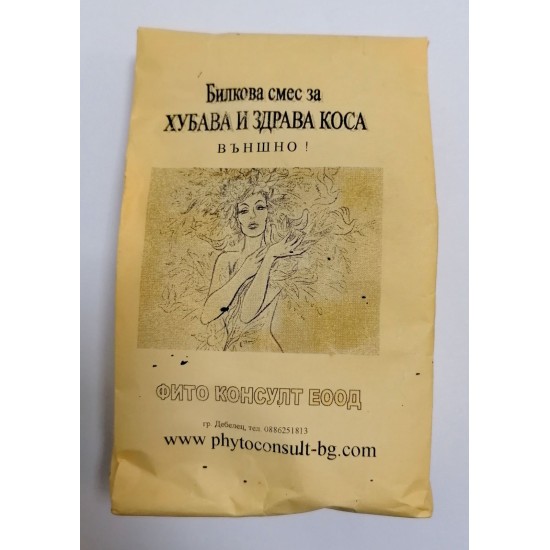 Билкова смес за
ХУБАВА И ЗДРАВА КОСА
ВЪНШНО !
ФИТО КОНСУЛТ ЕООД
гр. Дебелец, тел. 0886251813
www.phytoconsult-bg.com